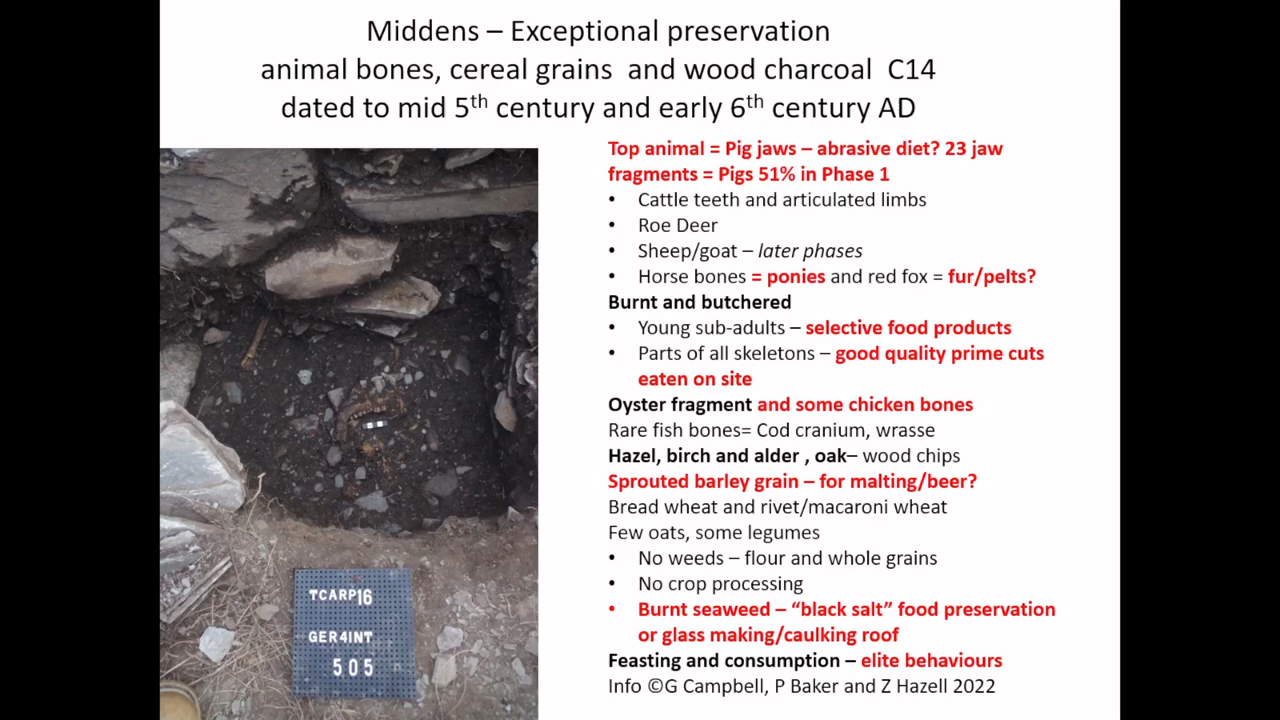 Middens – Exceptional preservation
animal bones, cereal grains  and wood charcoal  C14
dated to mid 5th century and early 6th century AD
Top animal = Pig jaws – abrasive diet? 23 jaw
fragments = Pigs 51% in Phase 1
• Cattle teeth and articulated limbs
• Roe Deer
• Sheep/goat – later phases
• Horse bones = ponies and red fox = fur/pelts?
Burnt and butchered
• Young sub-adults – selective food products
• Parts of all skeletons – good quality prime cuts
eaten on site
Oyster fragment and some chicken bones
Rare fish bones= Cod cranium, wrasse
Hazel, birch and alder , oak– wood chips
Sprouted barley grain – for malting/beer?
Bread wheat and rivet/macaroni wheat
Few oats, some legumes
• No weeds – flour and whole grains
• No crop processing
• Burnt seaweed – “black salt” food preservation
or glass making/caulking roof
Feasting and consumption – elite behaviours
Info ©G Campbell, P Baker and Z Hazell 2022
TCARP16
GER4INT
505